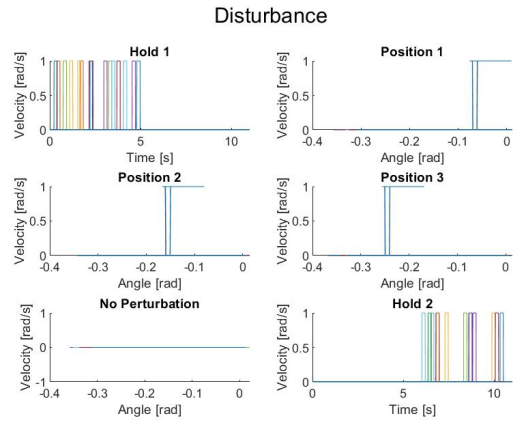 Disturbance
Hold 1
Velocity [rad/s]
1
0.5
0
0
5
10
Time [s]
Position 1
Velocity [rad/s]
1
0.5
0
-0.4
-0.3
-0.2
-0.1
0
Angle [rad]
Position 2
Velocity [rad/s]
1
0.5
0
-0.4
-0.3
-0.2
-0.1
0
Angle [rad]
Position 3
Velocity [rad/s]
1
0.5
0
-0.4
-0.3
-0.2
-0.1
0
Angle [rad]
No Perturbation
Velocity [rad/s]
1
0
-1
-0.4
-0.3
-0.2
-0.1
0
Angle [rad]
Hold 2
Velocity [rad/s]
1
0.5
0
0
5
10
Time [s]